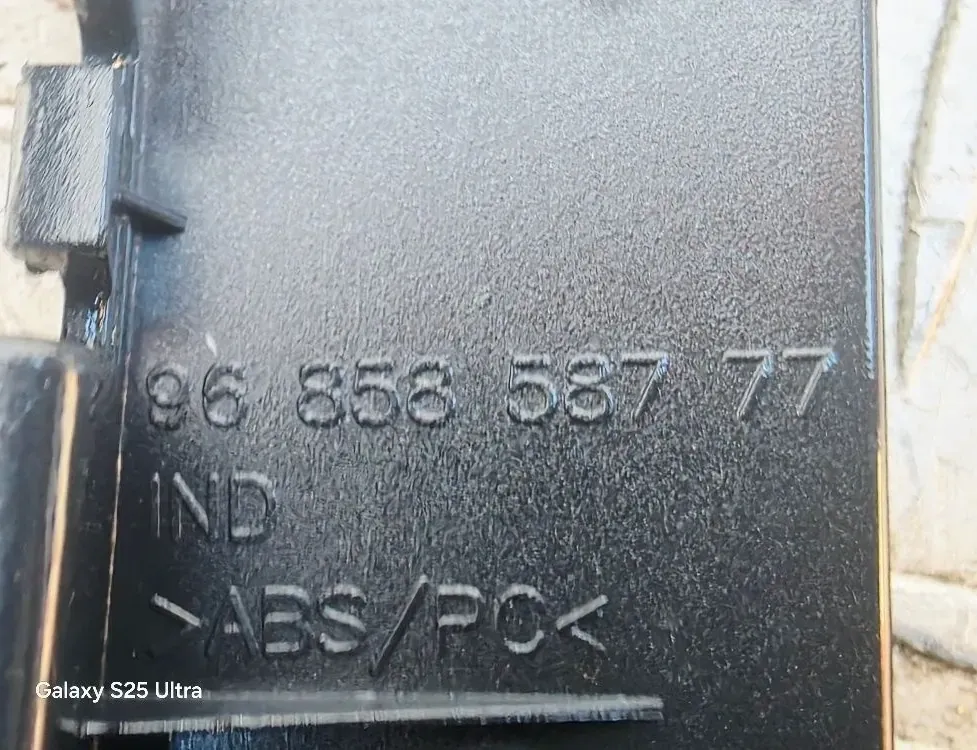 96 858 587 77
IND
>ABS/PC<
Galaxy S25 Ultra